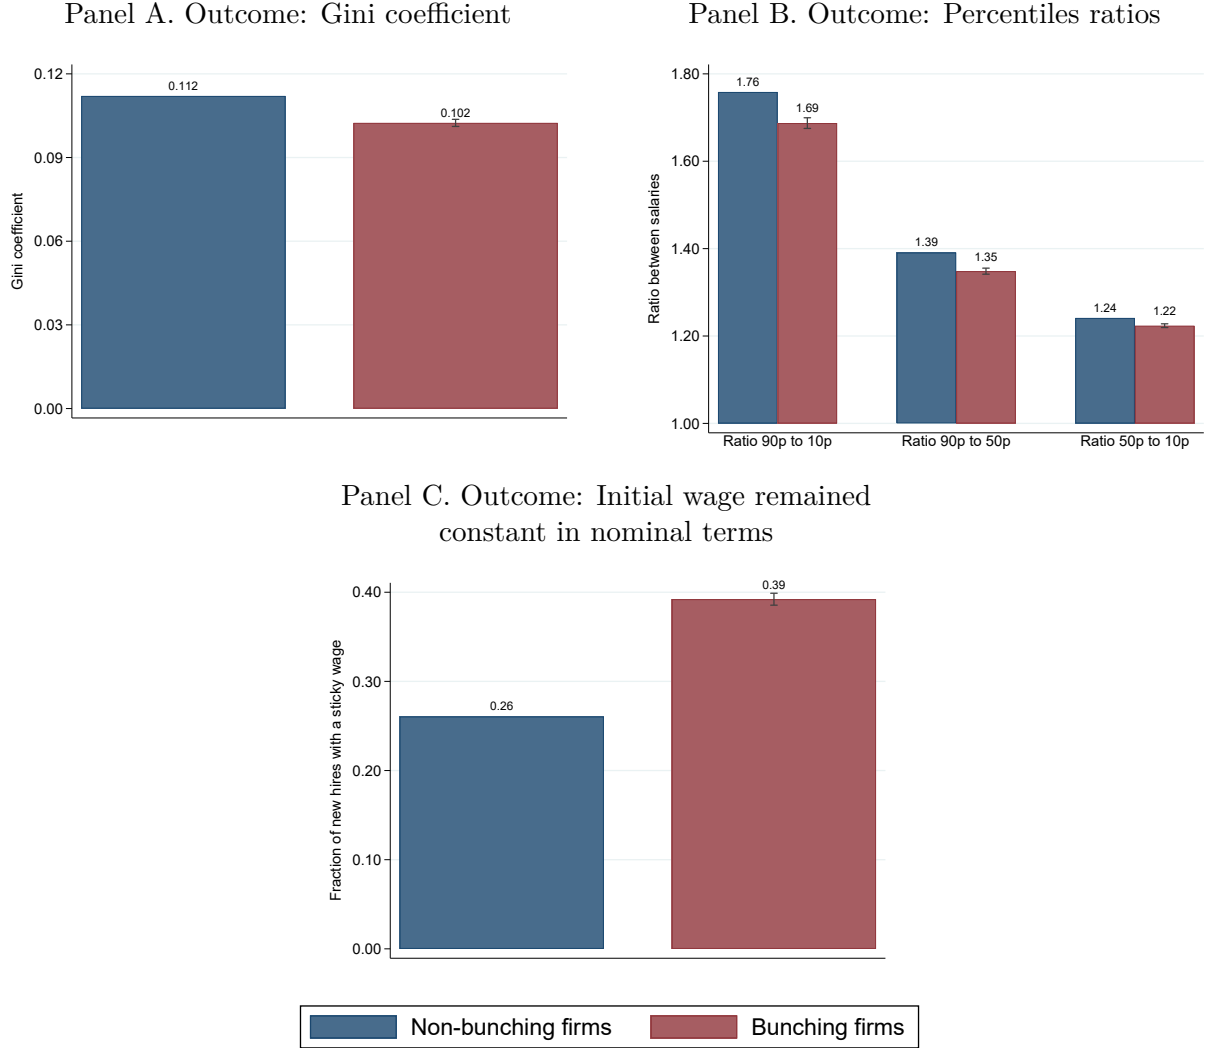 Panel A. Outcome: Gini coefficient
Gini coefficient
0.12
0.09
0.06
0.03
0.00
0.112
0.102
Panel B. Outcome: Percentiles ratios
Ratio between salaries
1.80
1.60
1.40
1.20
1.00
1.76
1.69
1.39
1.35
1.24
1.22
Ratio 90p to 10p
Ratio 90p to 50p
Ratio 50p to 10p
Panel C. Outcome: Initial wage remained
constant in nominal terms
Fraction of new hires with a sticky wage
0.40
0.30
0.20
0.10
0.00
0.26
0.39
Non-bunching firms
Bunching firms